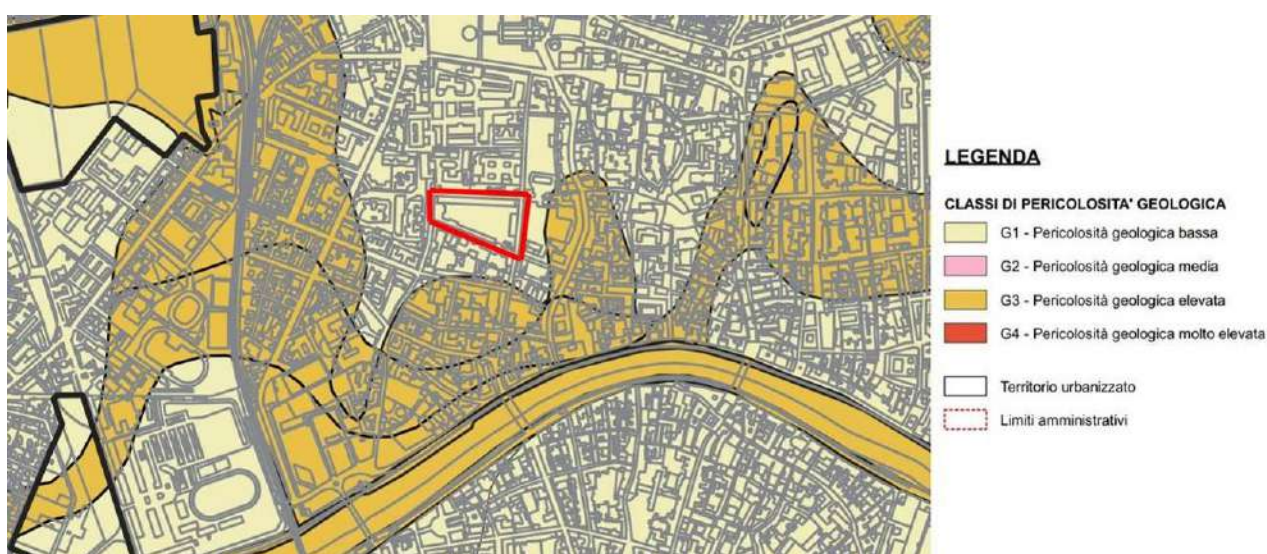 LEGENDA
CLASSI DI PERICOLOSITA' GEOLOGICA
G1 - Pericolosità geologica bassa
G2 - Pericolosità geologica media
G3 - Pericolosità geologica elevata
G4 - Pericolosità geologica molto elevata
Territorio urbanizzato
Limiti amministrativi